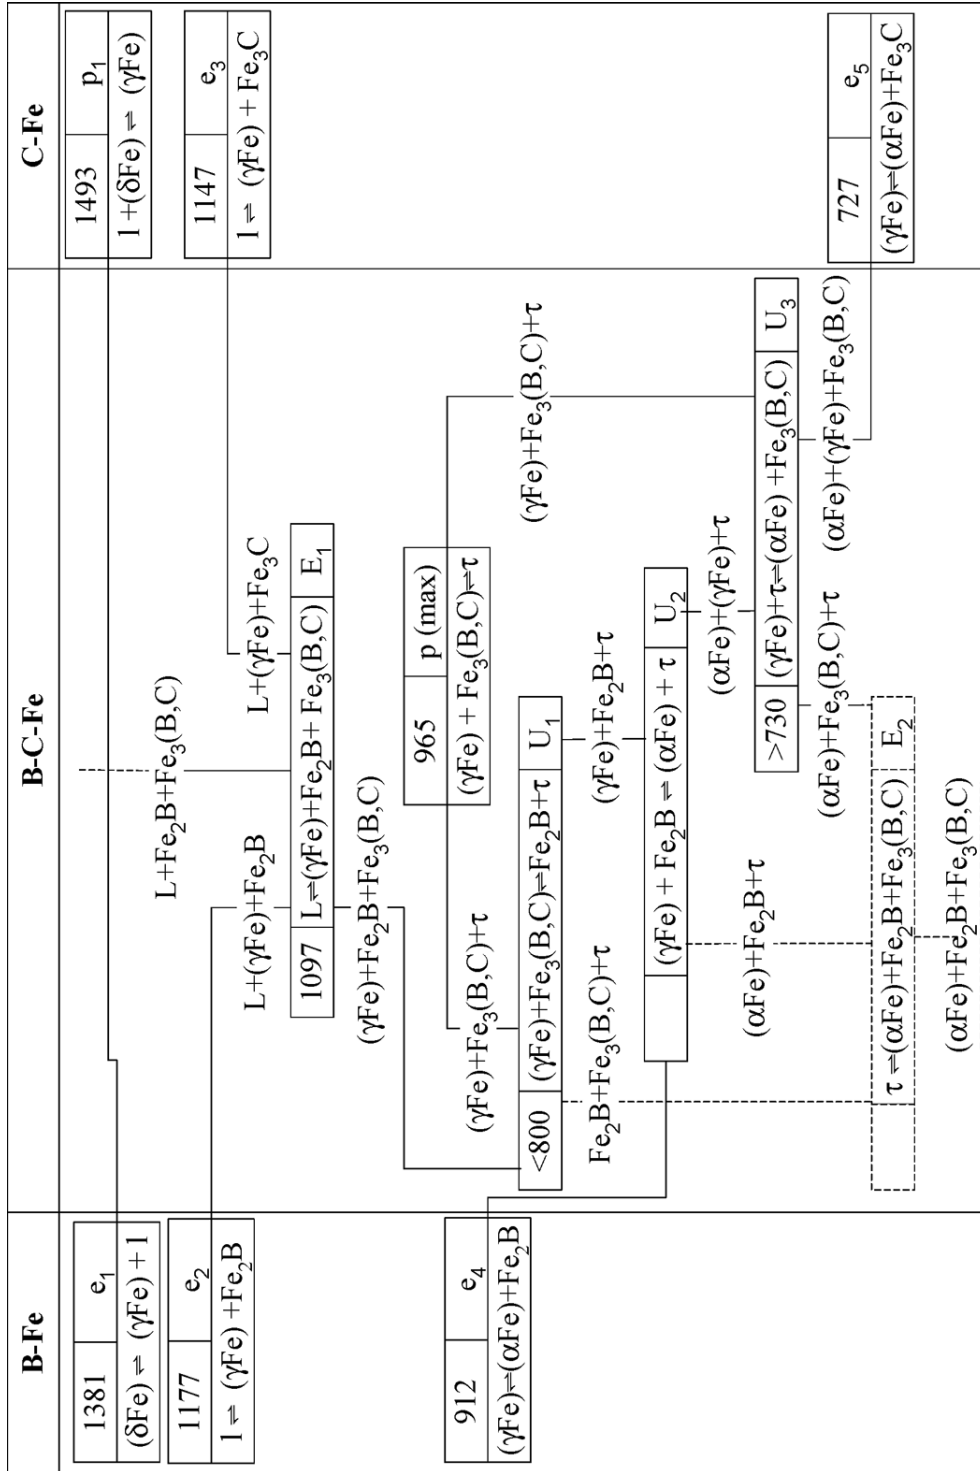 B-Fe
B-C-Fe
C-Fe
1381 e1
(δFe) ⇌ (γFe) + l
1493 p1
l+(δFe) ⇌ (γFe)
1177 e2
l ⇌ (γFe) +Fe2B
L+Fe2B+Fe3(B,C)
1147 e3
l ⇌ (γFe) + Fe3C
L+(γFe)+Fe2B
L+(γFe)+Fe3C
1097 L⇌(γFe)+Fe2B+ Fe3(B,C) E1
(γFe)+Fe2B+Fe3(B,C)
965 p (max)
(γFe) + Fe3(B,C)⇌τ
912 e4
(γFe)⇌(αFe)+Fe2B
(γFe)+Fe3(B,C)+τ
(γFe)+Fe3(B,C)+τ
<800 (γFe)+Fe3(B,C)⇌Fe2B+τ U1
Fe2B+Fe3(B,C)+τ
(γFe)+Fe2B+τ
(γFe) + Fe2B ⇌ (αFe) + τ U2
(αFe)+Fe2B+τ
(αFe)+(γFe)+τ
>730 (γFe)+τ⇌(αFe) +Fe3(B,C) U3
(αFe)+Fe3(B,C)+τ
(αFe)+(γFe)+Fe3(B,C)
727 e5
(γFe)⇌(αFe)+Fe3C
τ ⇌(αFe)+Fe2B+Fe3(B,C) E2
(αFe)+Fe2B+Fe3(B,C)